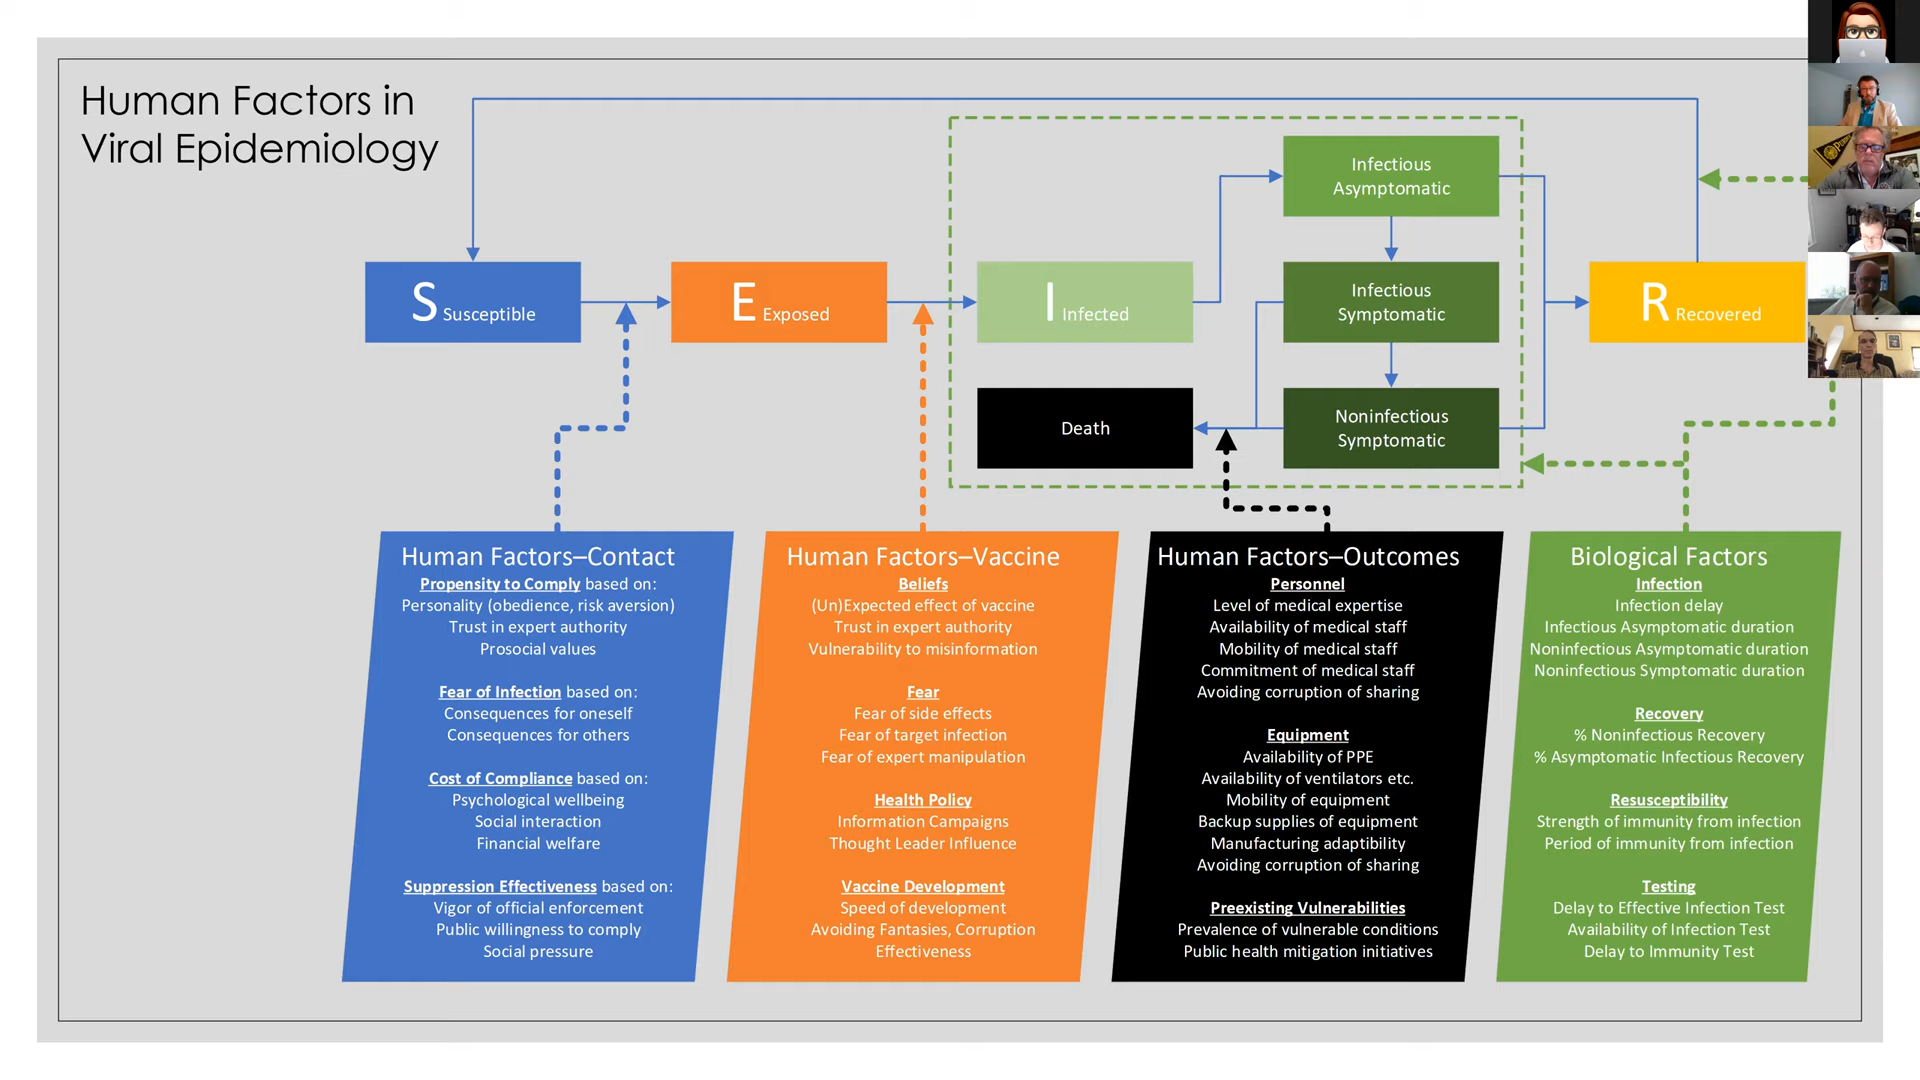 Human Factors in
Viral Epidemiology
Infectious
Asymptomatic
S Susceptible
E Exposed
I Infected
Infectious
Symptomatic
R Recovered
Death
Noninfectious
Symptomatic
Human Factors–Contact
Propensity to Comply based on:
Personality (obedience, risk aversion)
Trust in expert authority
Prosocial values
Fear of Infection based on:
Consequences for oneself
Consequences for others
Cost of Compliance based on:
Psychological wellbeing
Social interaction
Financial welfare
Suppression Effectiveness based on:
Vigor of official enforcement
Public willingness to comply
Social pressure
Human Factors–Vaccine
Beliefs
(Un)Expected effect of vaccine
Trust in expert authority
Vulnerability to misinformation
Fear
Fear of side effects
Fear of target infection
Fear of expert manipulation
Health Policy
Information Campaigns
Thought Leader Influence
Vaccine Development
Speed of development
Avoiding Fantasies, Corruption
Effectiveness
Human Factors–Outcomes
Personnel
Level of medical expertise
Availability of medical staff
Mobility of medical staff
Commitment of medical staff
Avoiding corruption of sharing
Equipment
Availability of PPE
Availability of ventilators etc.
Mobility of equipment
Backup supplies of equipment
Manufacturing adaptibility
Avoiding corruption of sharing
Preexisting Vulnerabilities
Prevalence of vulnerable conditions
Public health mitigation initiatives
Biological Factors
Infection
Infection delay
Infectious Asymptomatic duration
Noninfectious Asymptomatic duration
Noninfectious Symptomatic duration
Recovery
% Noninfectious Recovery
% Asymptomatic Infectious Recovery
Resusceptibility
Strength of immunity from infection
Period of immunity from infection
Testing
Delay to Effective Infection Test
Availability of Infection Test
Delay to Immunity Test